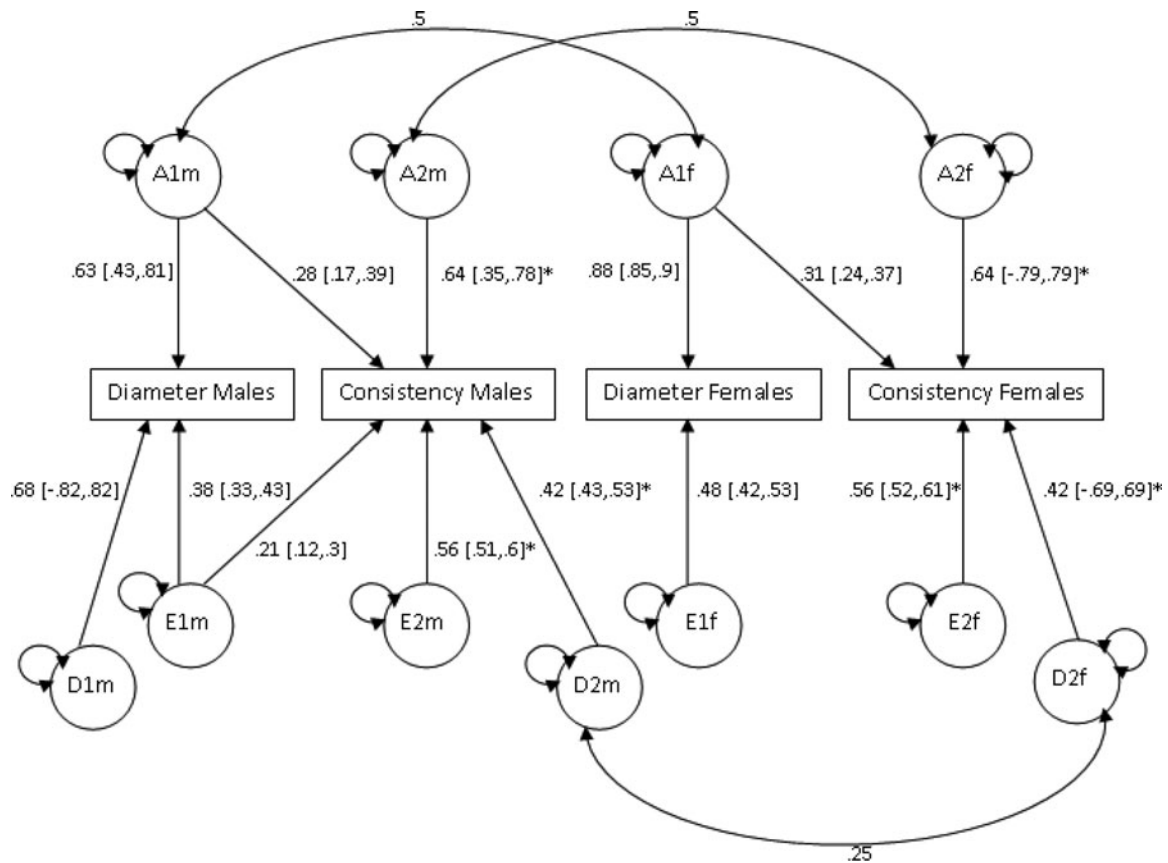 .5 .5
A1m A2m A1f A2f
.63 [.43,.81] .28 [.17,.39] .64 [.35,.78]* .88 [.85,.9] .31 [.24,.37] .64 [-.79,.79]*
Diameter Males Consistency Males Diameter Females Consistency Females
.68 [-.82,.82] .38 [.33,.43] .42 [.43,.53]* .48 [.42,.53] .56 [.52,.61]* .42 [-.69,.69]*
.21 [.12,.3] .56 [.51,.6]*
E1m E2m E1f E2f
D1m D2m D2f
.25